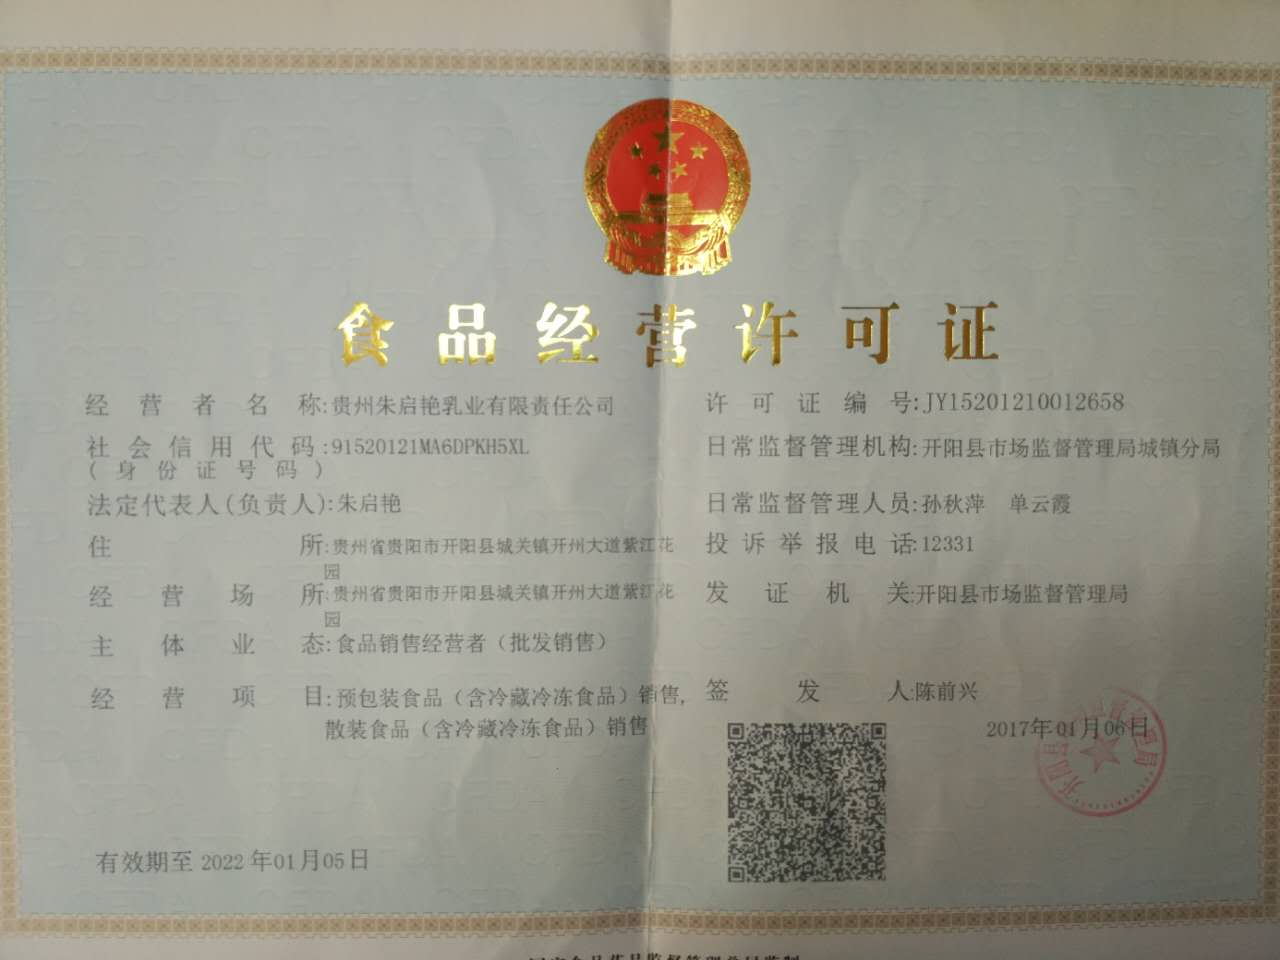 食品经营许可证
经营者名称:贵州朱启艳乳业有限责任公司
社会信用代码:91520121MA6DPKH5XL
(身份证号码)
法定代表人(负责人):朱启艳
住所:贵州省贵阳市开阳县城关镇开州大道紫江花
园
经营场所:贵州省贵阳市开阳县城关镇开州大道紫江花
园
主体业态:食品销售经营者（批发销售）
经营项目:预包装食品（含冷藏冷冻食品）销售,
散装食品（含冷藏冷冻食品）销售
有效期至 2022 年01月05日
许可证编号:JY15201210012658
日常监督管理机构:开阳县市场监督管理局城镇分局
日常监督管理人员:孙秋萍 单云霞
投诉举报电话:12331
发证机关:开阳县市场监督管理局
签发人:陈前兴
2017年01月06日